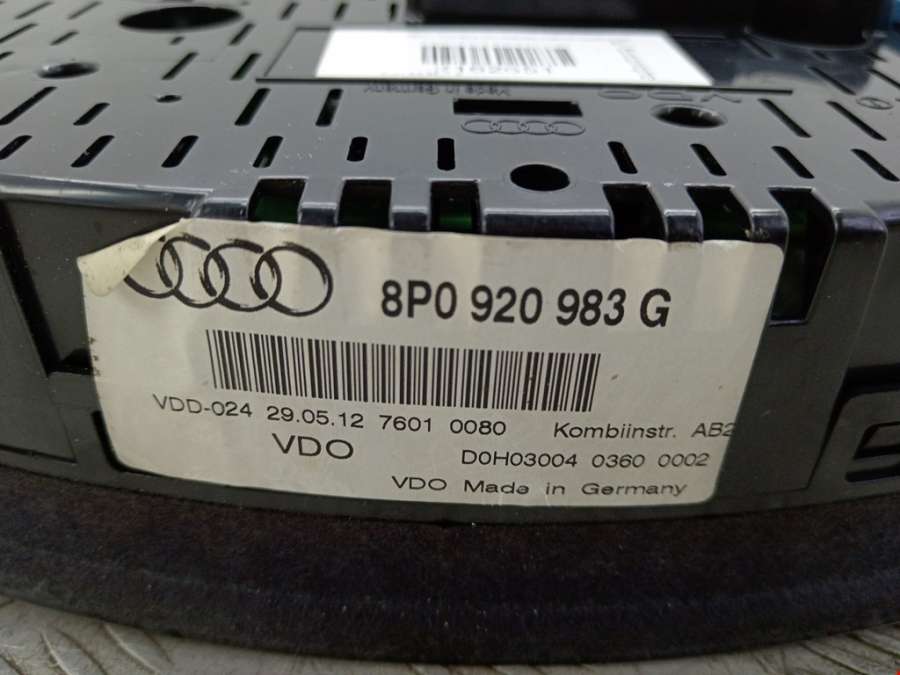 8P0 920 983 G
VDD-024 29.05.12 7601 0080 Kombiinstr. AB2
VDO D0H03004 0360 0002
VDO Made in Germany